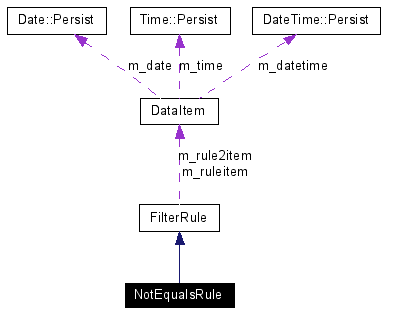 Date::Persist Time::Persist DateTime::Persist
m_date m_time m_datetime
DataItem
m_rule2item
m_ruleitem
FilterRule
NotEqualsRule